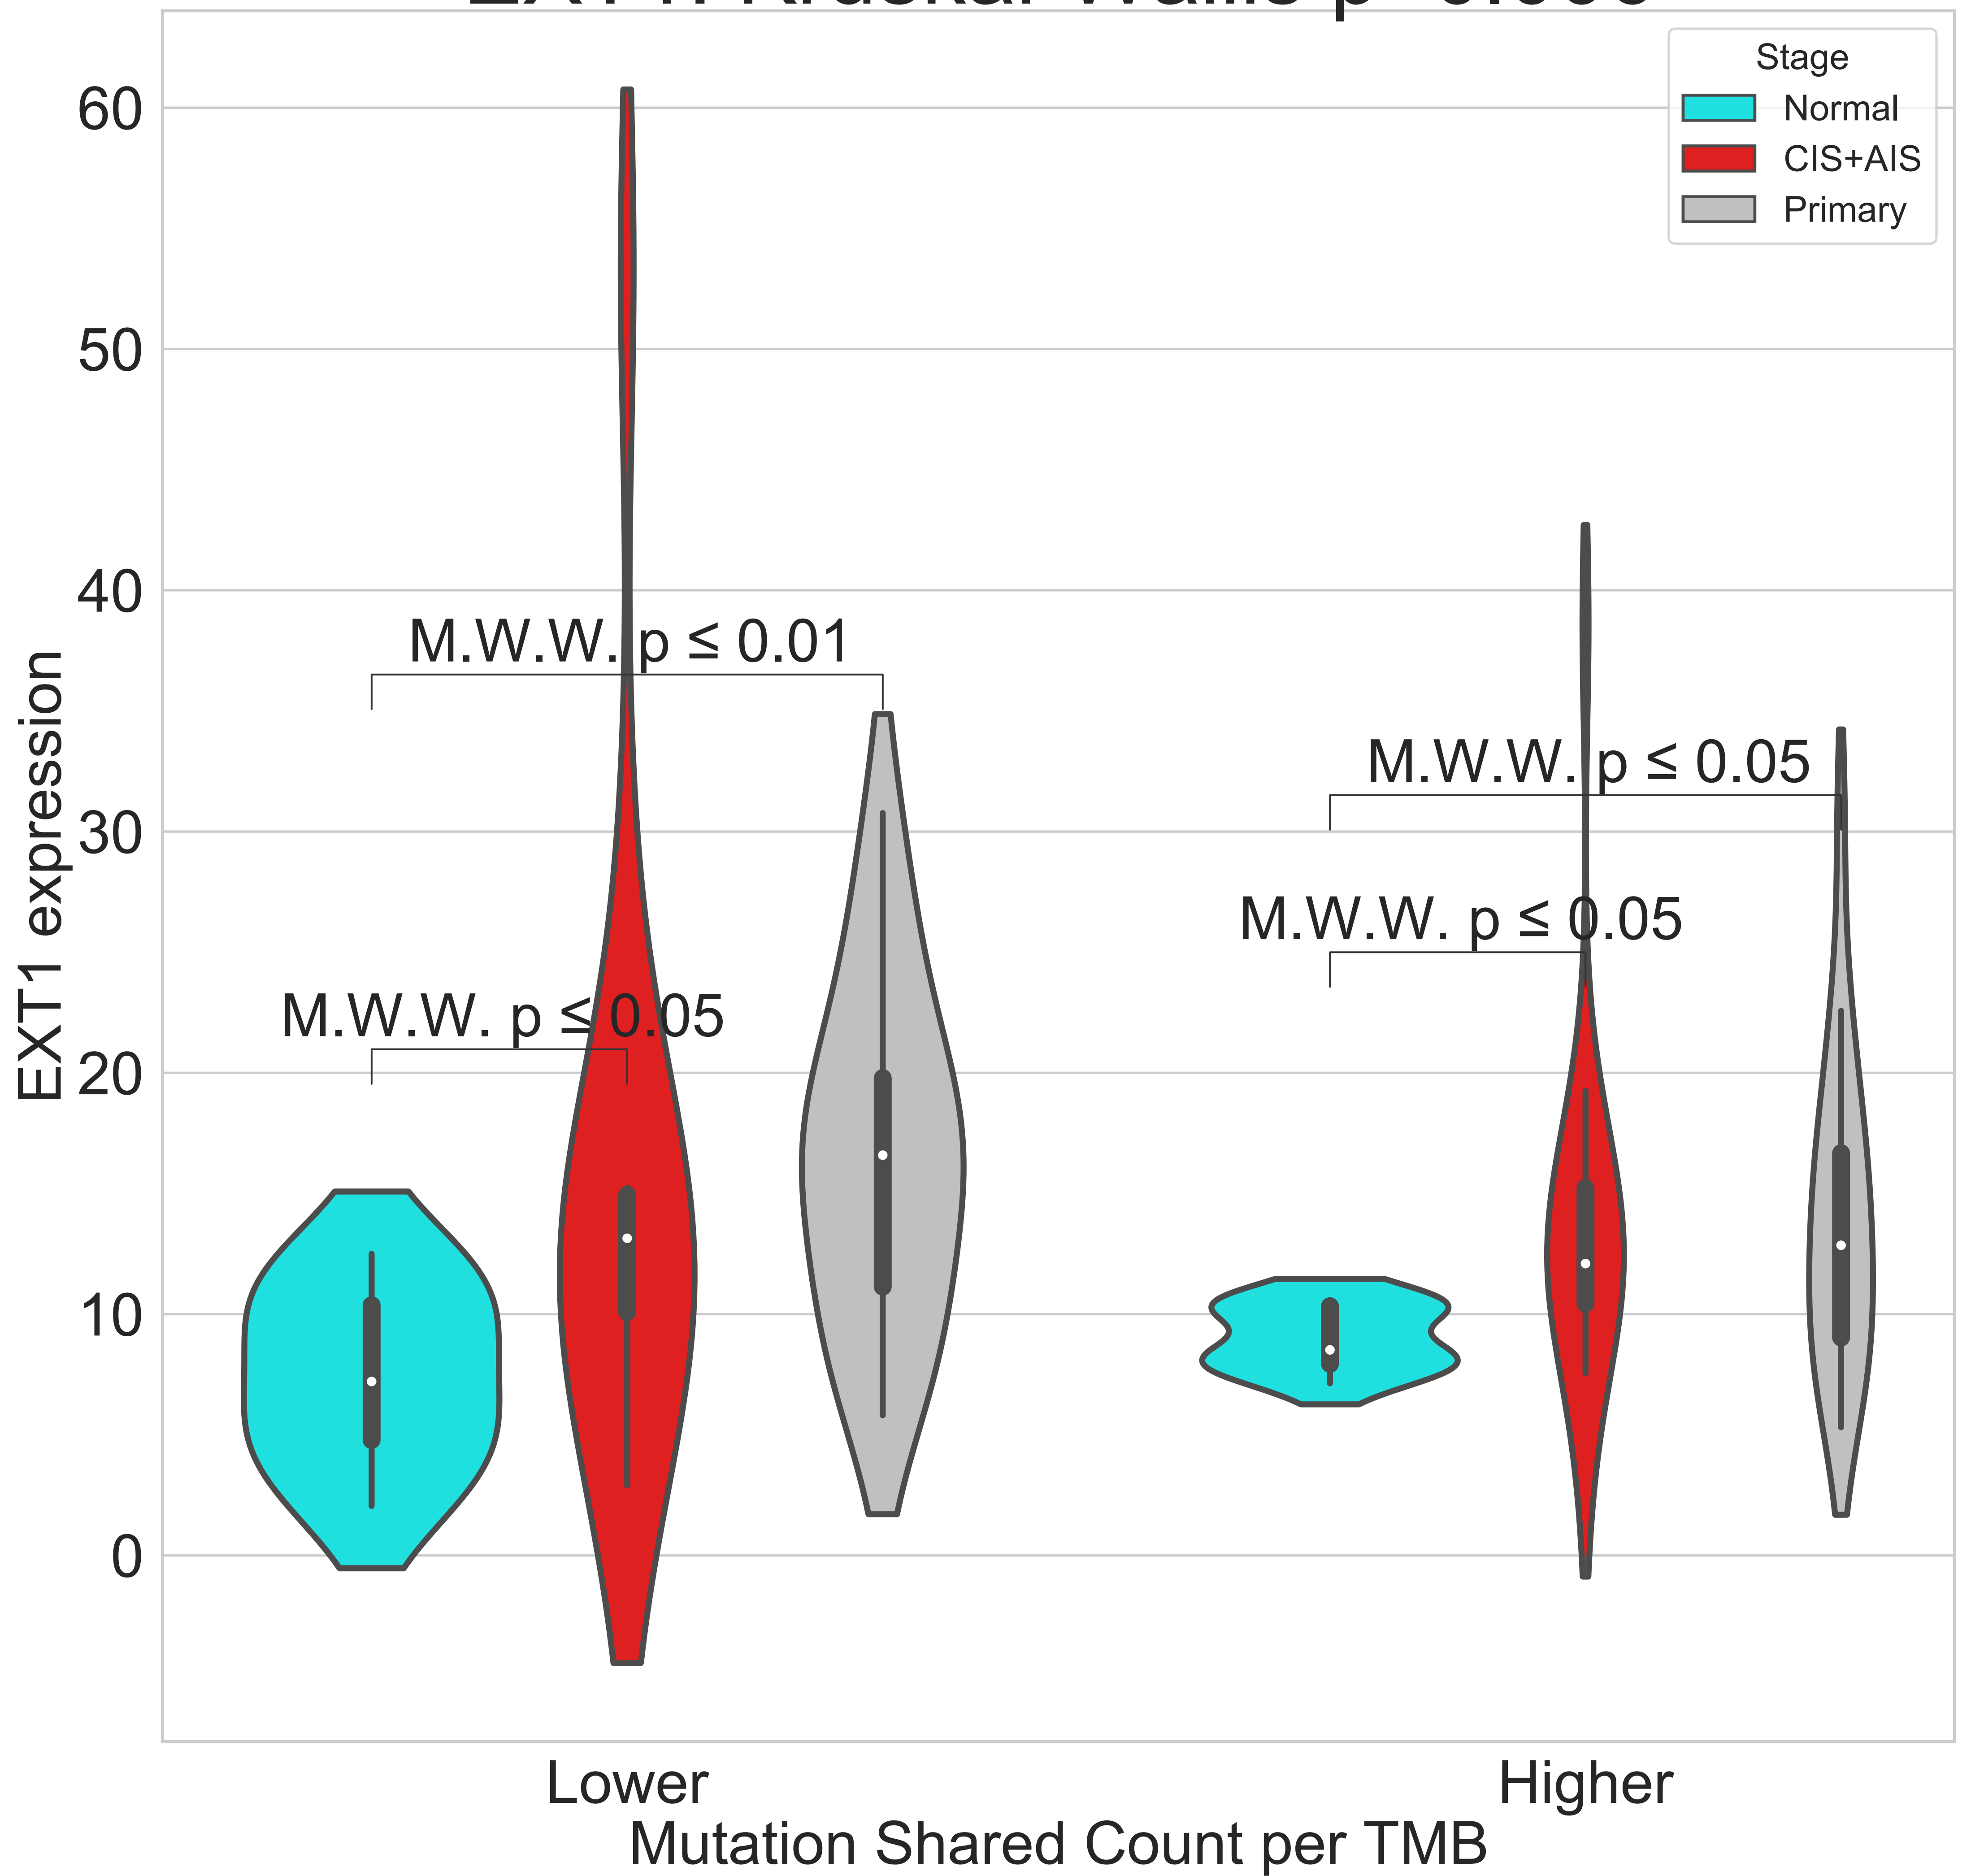 Stage
Normal
CIS+AIS
Primary
60
50
40
30
20
10
0
EXT1 expression
M.W.W. p ≤ 0.01
M.W.W. p ≤ 0.05
M.W.W. p ≤ 0.05
M.W.W. p ≤ 0.05
Lower
Higher
Mutation Shared Count per TMB